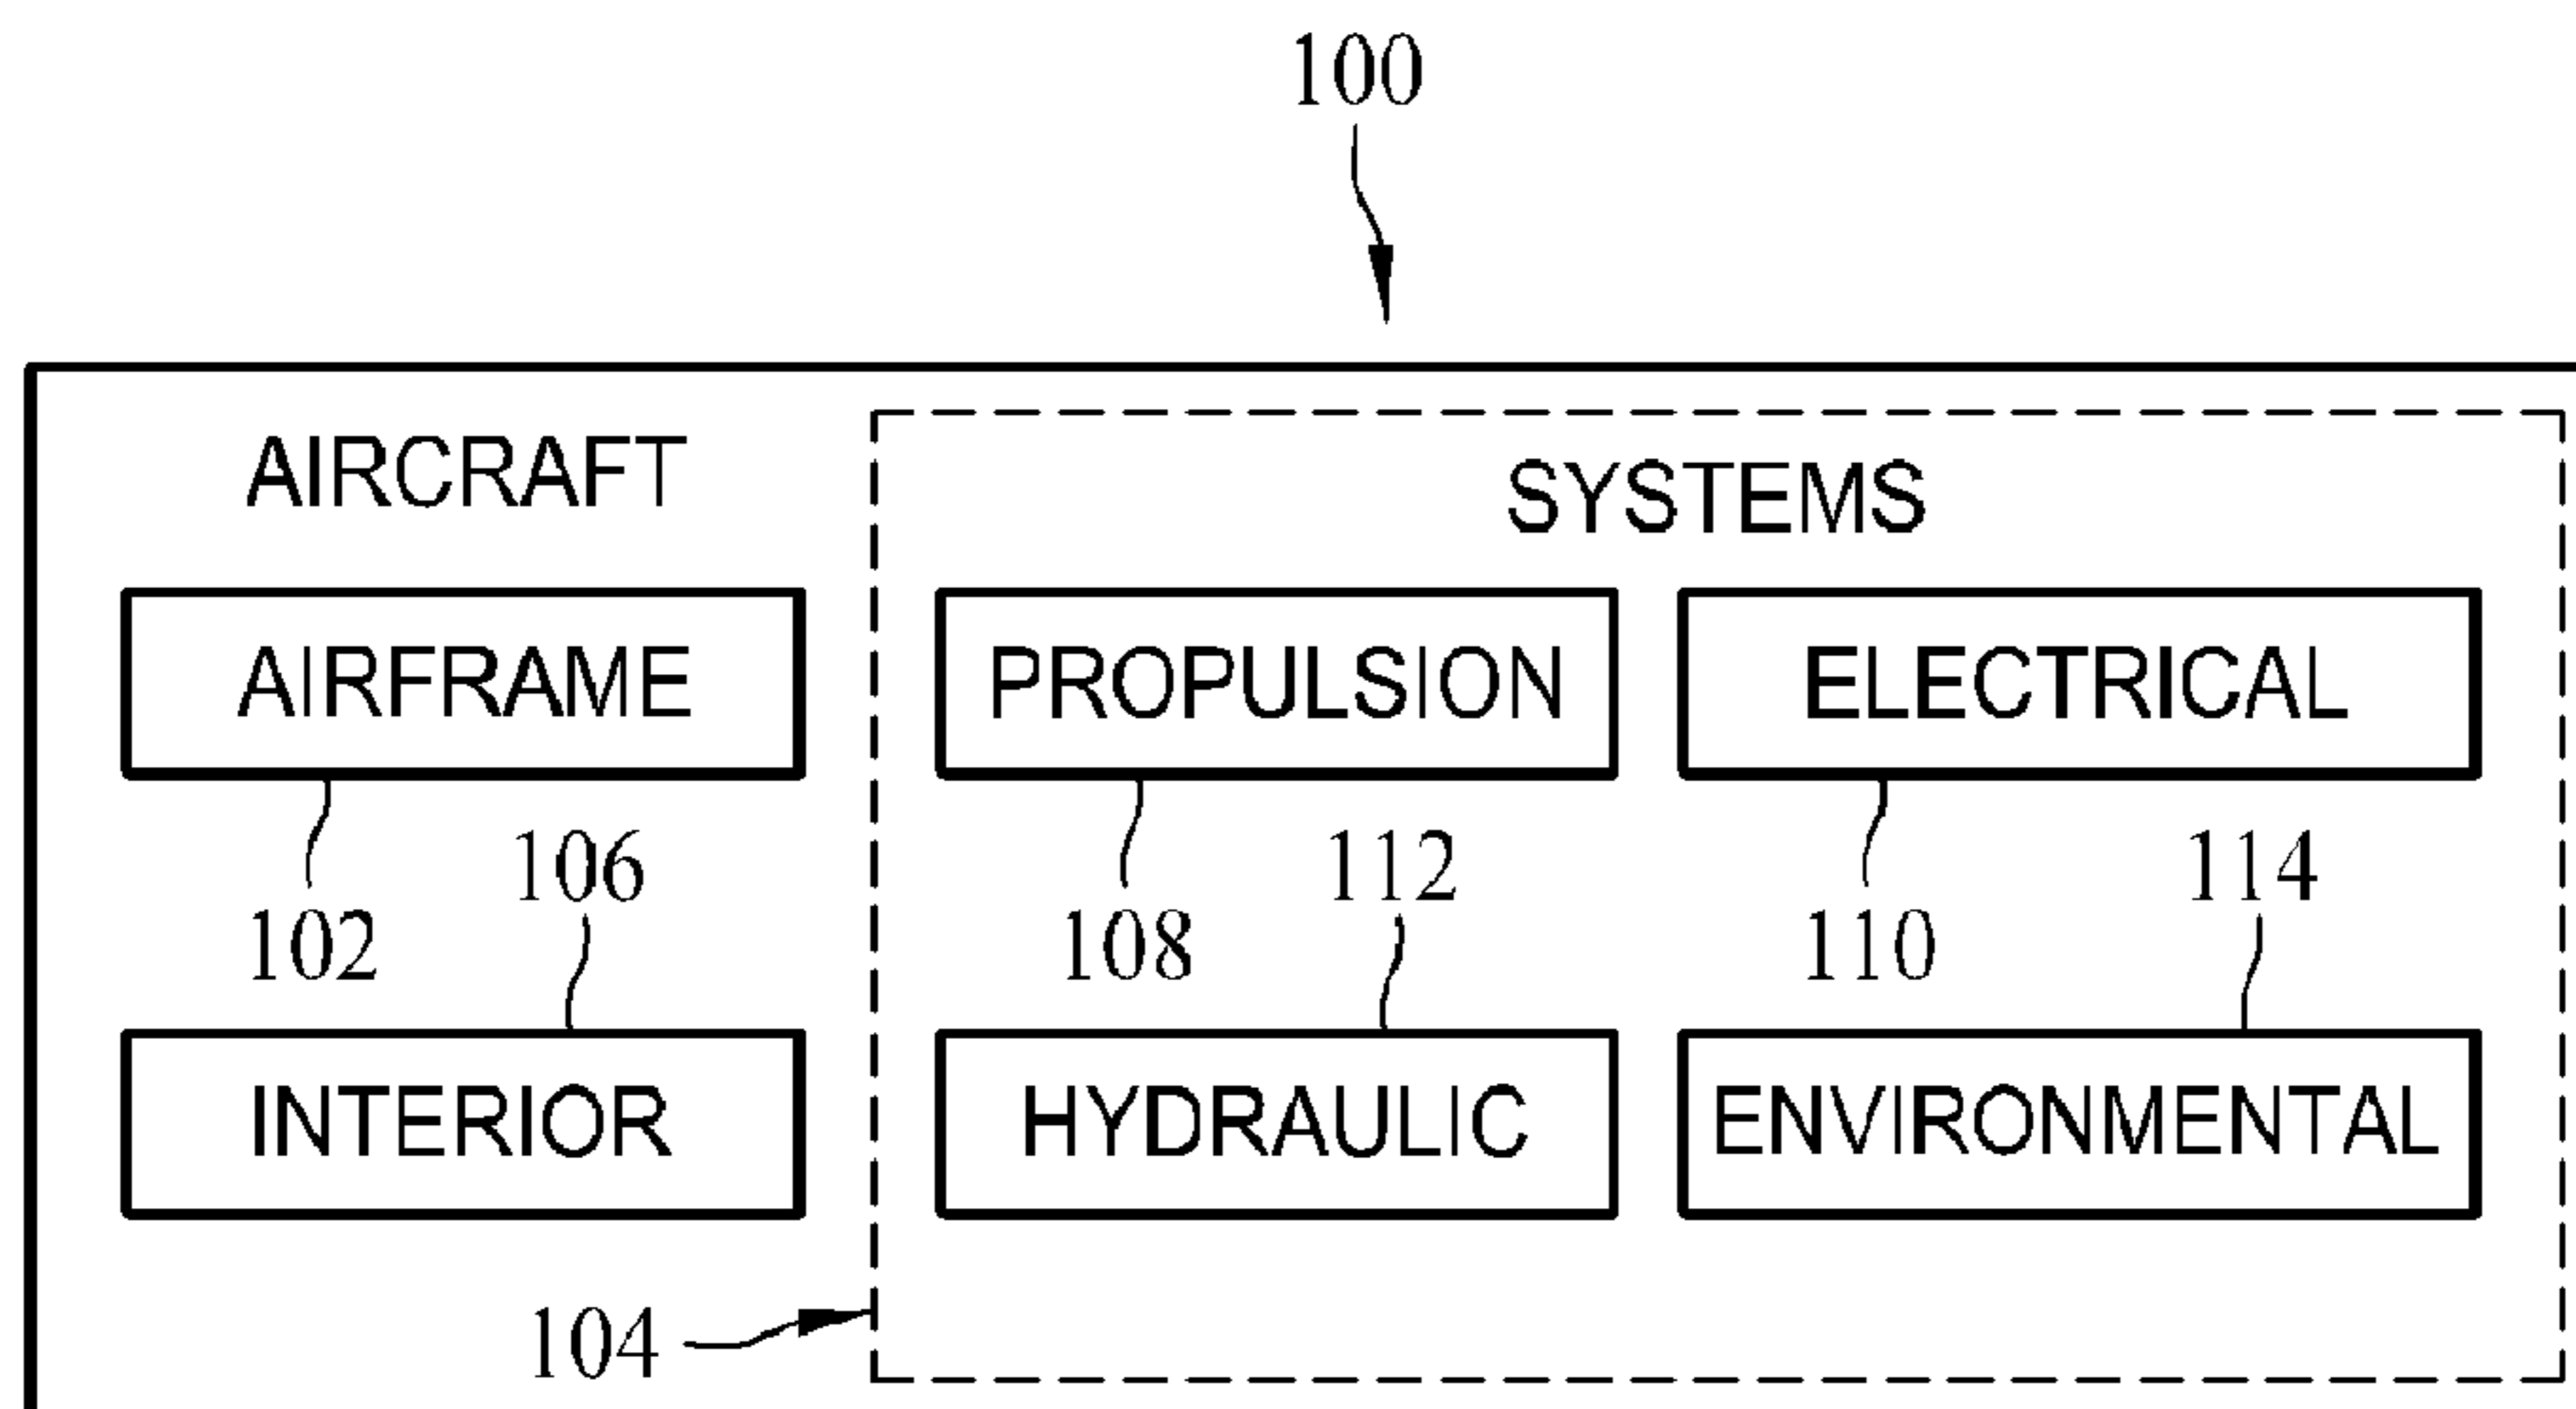 100
AIRCRAFT
SYSTEMS
AIRFRAME
PROPULSION
ELECTRICAL
106
112
114
102
108
110
INTERIOR
HYDRAULIC
ENVIRONMENTAL
104